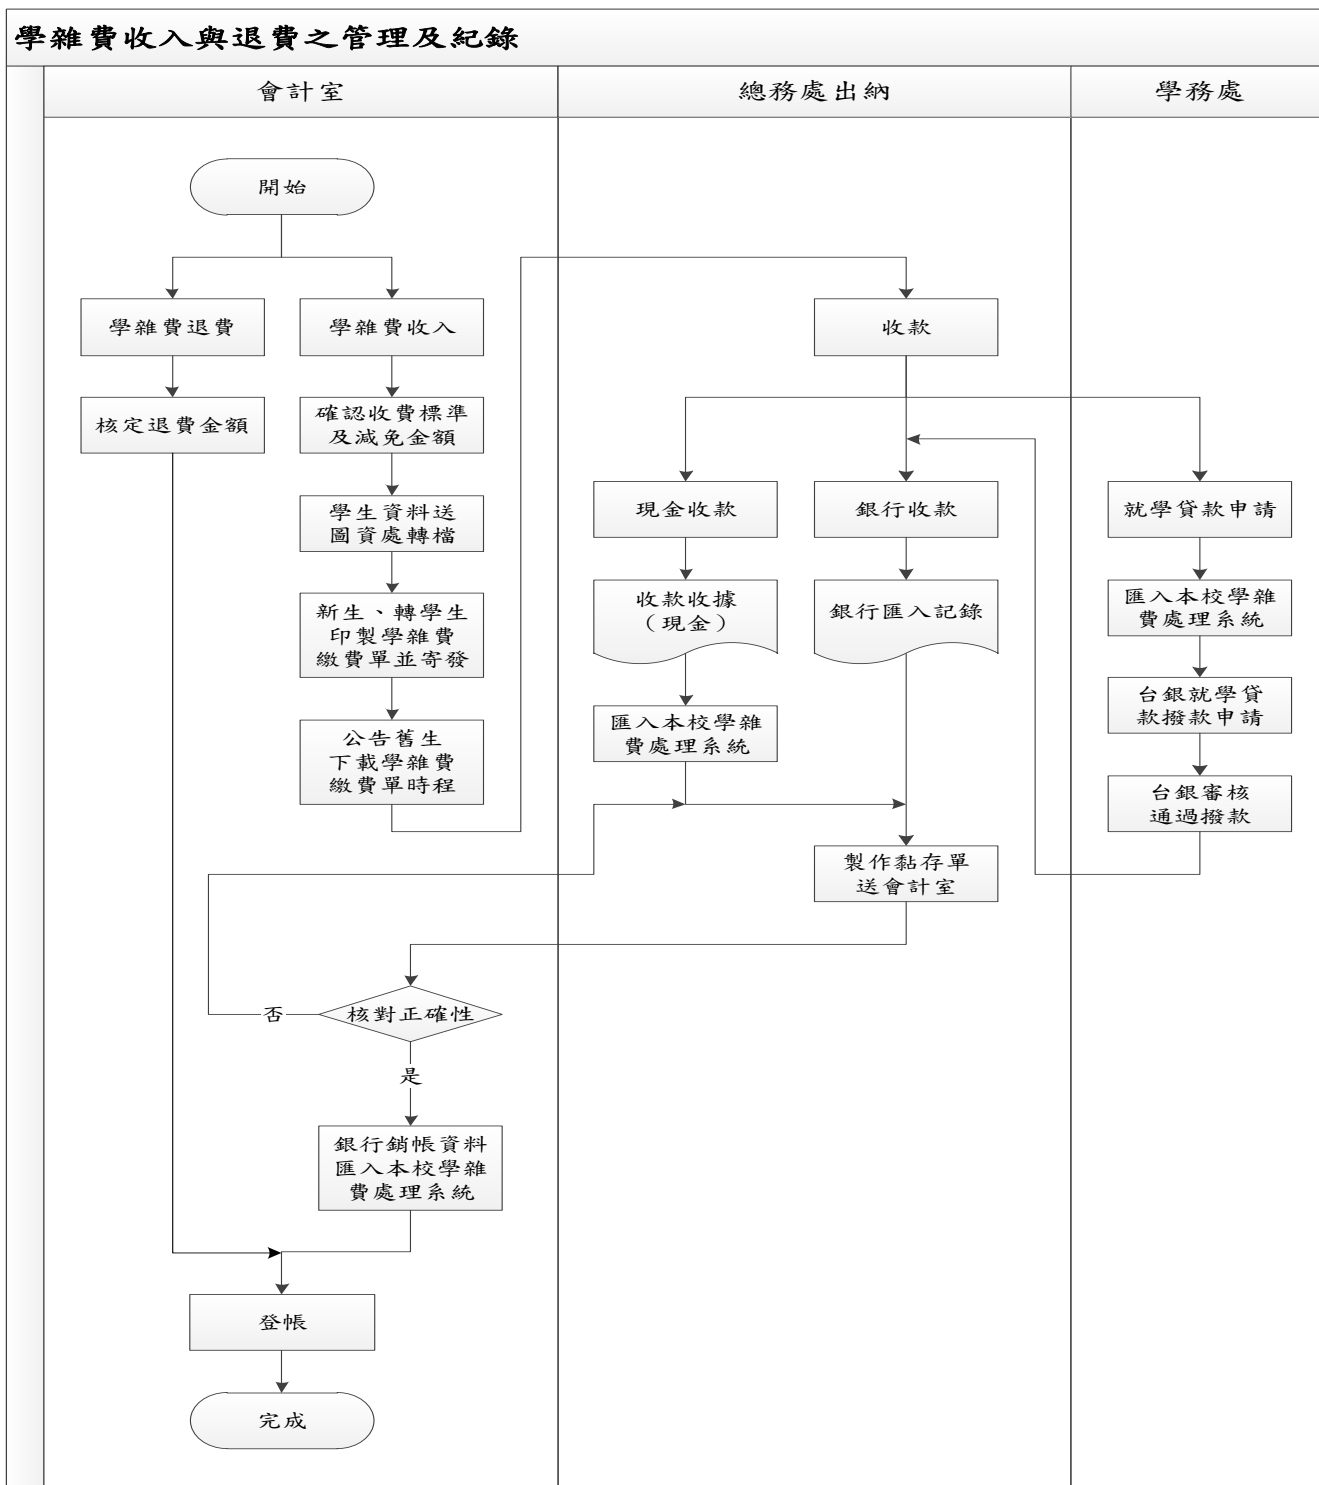 學雜費收入與退費之管理及紀錄
會計室
總務處出納
學務處
開始
學雜費退費
學雜費收入
收款
核定退費金額
確認收費標準
及減免金額
學生資料送
圖資處轉檔
現金收款
銀行收款
就學貸款申請
新生、轉學生
印製學雜費
繳費單並寄發
收款收據
（現金）
銀行匯入記錄
匯入本校學雜
費處理系統
公告舊生
下載學雜費
繳費單時程
匯入本校學雜
費處理系統
台銀就學貸
款撥款申請
台銀審核
通過撥款
製作黏存單
送會計室
核對正確性
否
是
銀行銷帳資料
匯入本校學雜
費處理系統
登帳
完成